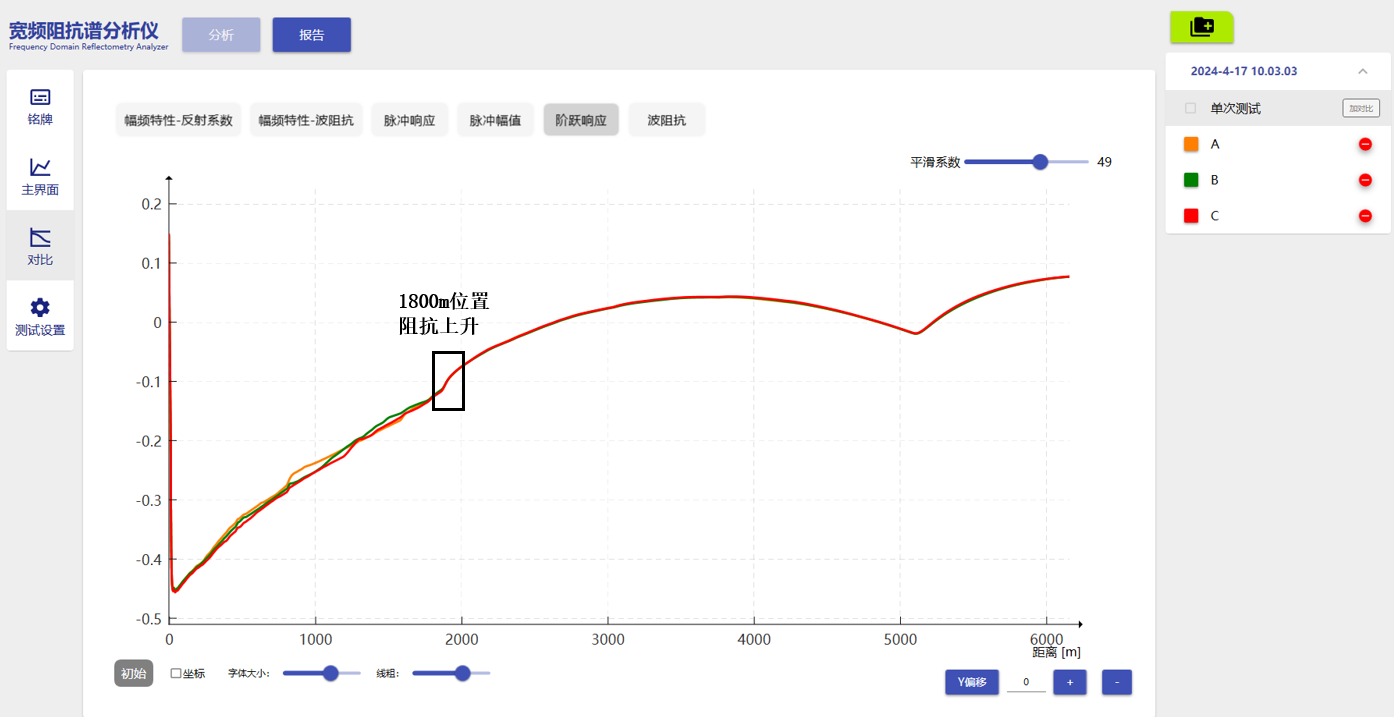 宽频阻抗谱分析仪
Frequency Domain Reflectometry Analyzer
分析
报告
铭牌
主界面
对比
测试设置
幅频特性-反射系数
幅频特性-波阻抗
脉冲响应
脉冲幅值
阶跃响应
波阻抗
平滑系数
49
0.2
0.1
0
-0.1
-0.2
-0.3
-0.4
-0.5
1800m位置
阻抗上升
0
1000
2000
3000
4000
5000
6000
距离 [m]
初始
坐标
字体大小:
线粗:
Y偏移
0
+
-
2024-4-17 10.03.03
单次测试
加对比
A
B
C